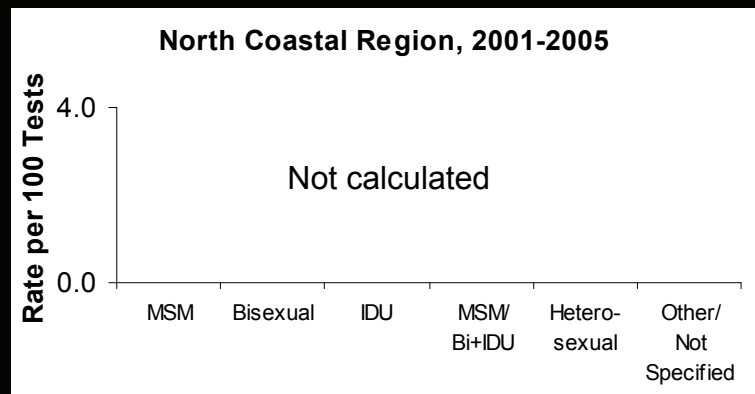 North Coastal Region, 2001-2005
Rate per 100 Tests
4.0
Not calculated
0.0
MSM
Bisexual
IDU
MSM/
Bi+IDU
Hetero-
sexual
Other/
Not
Specified